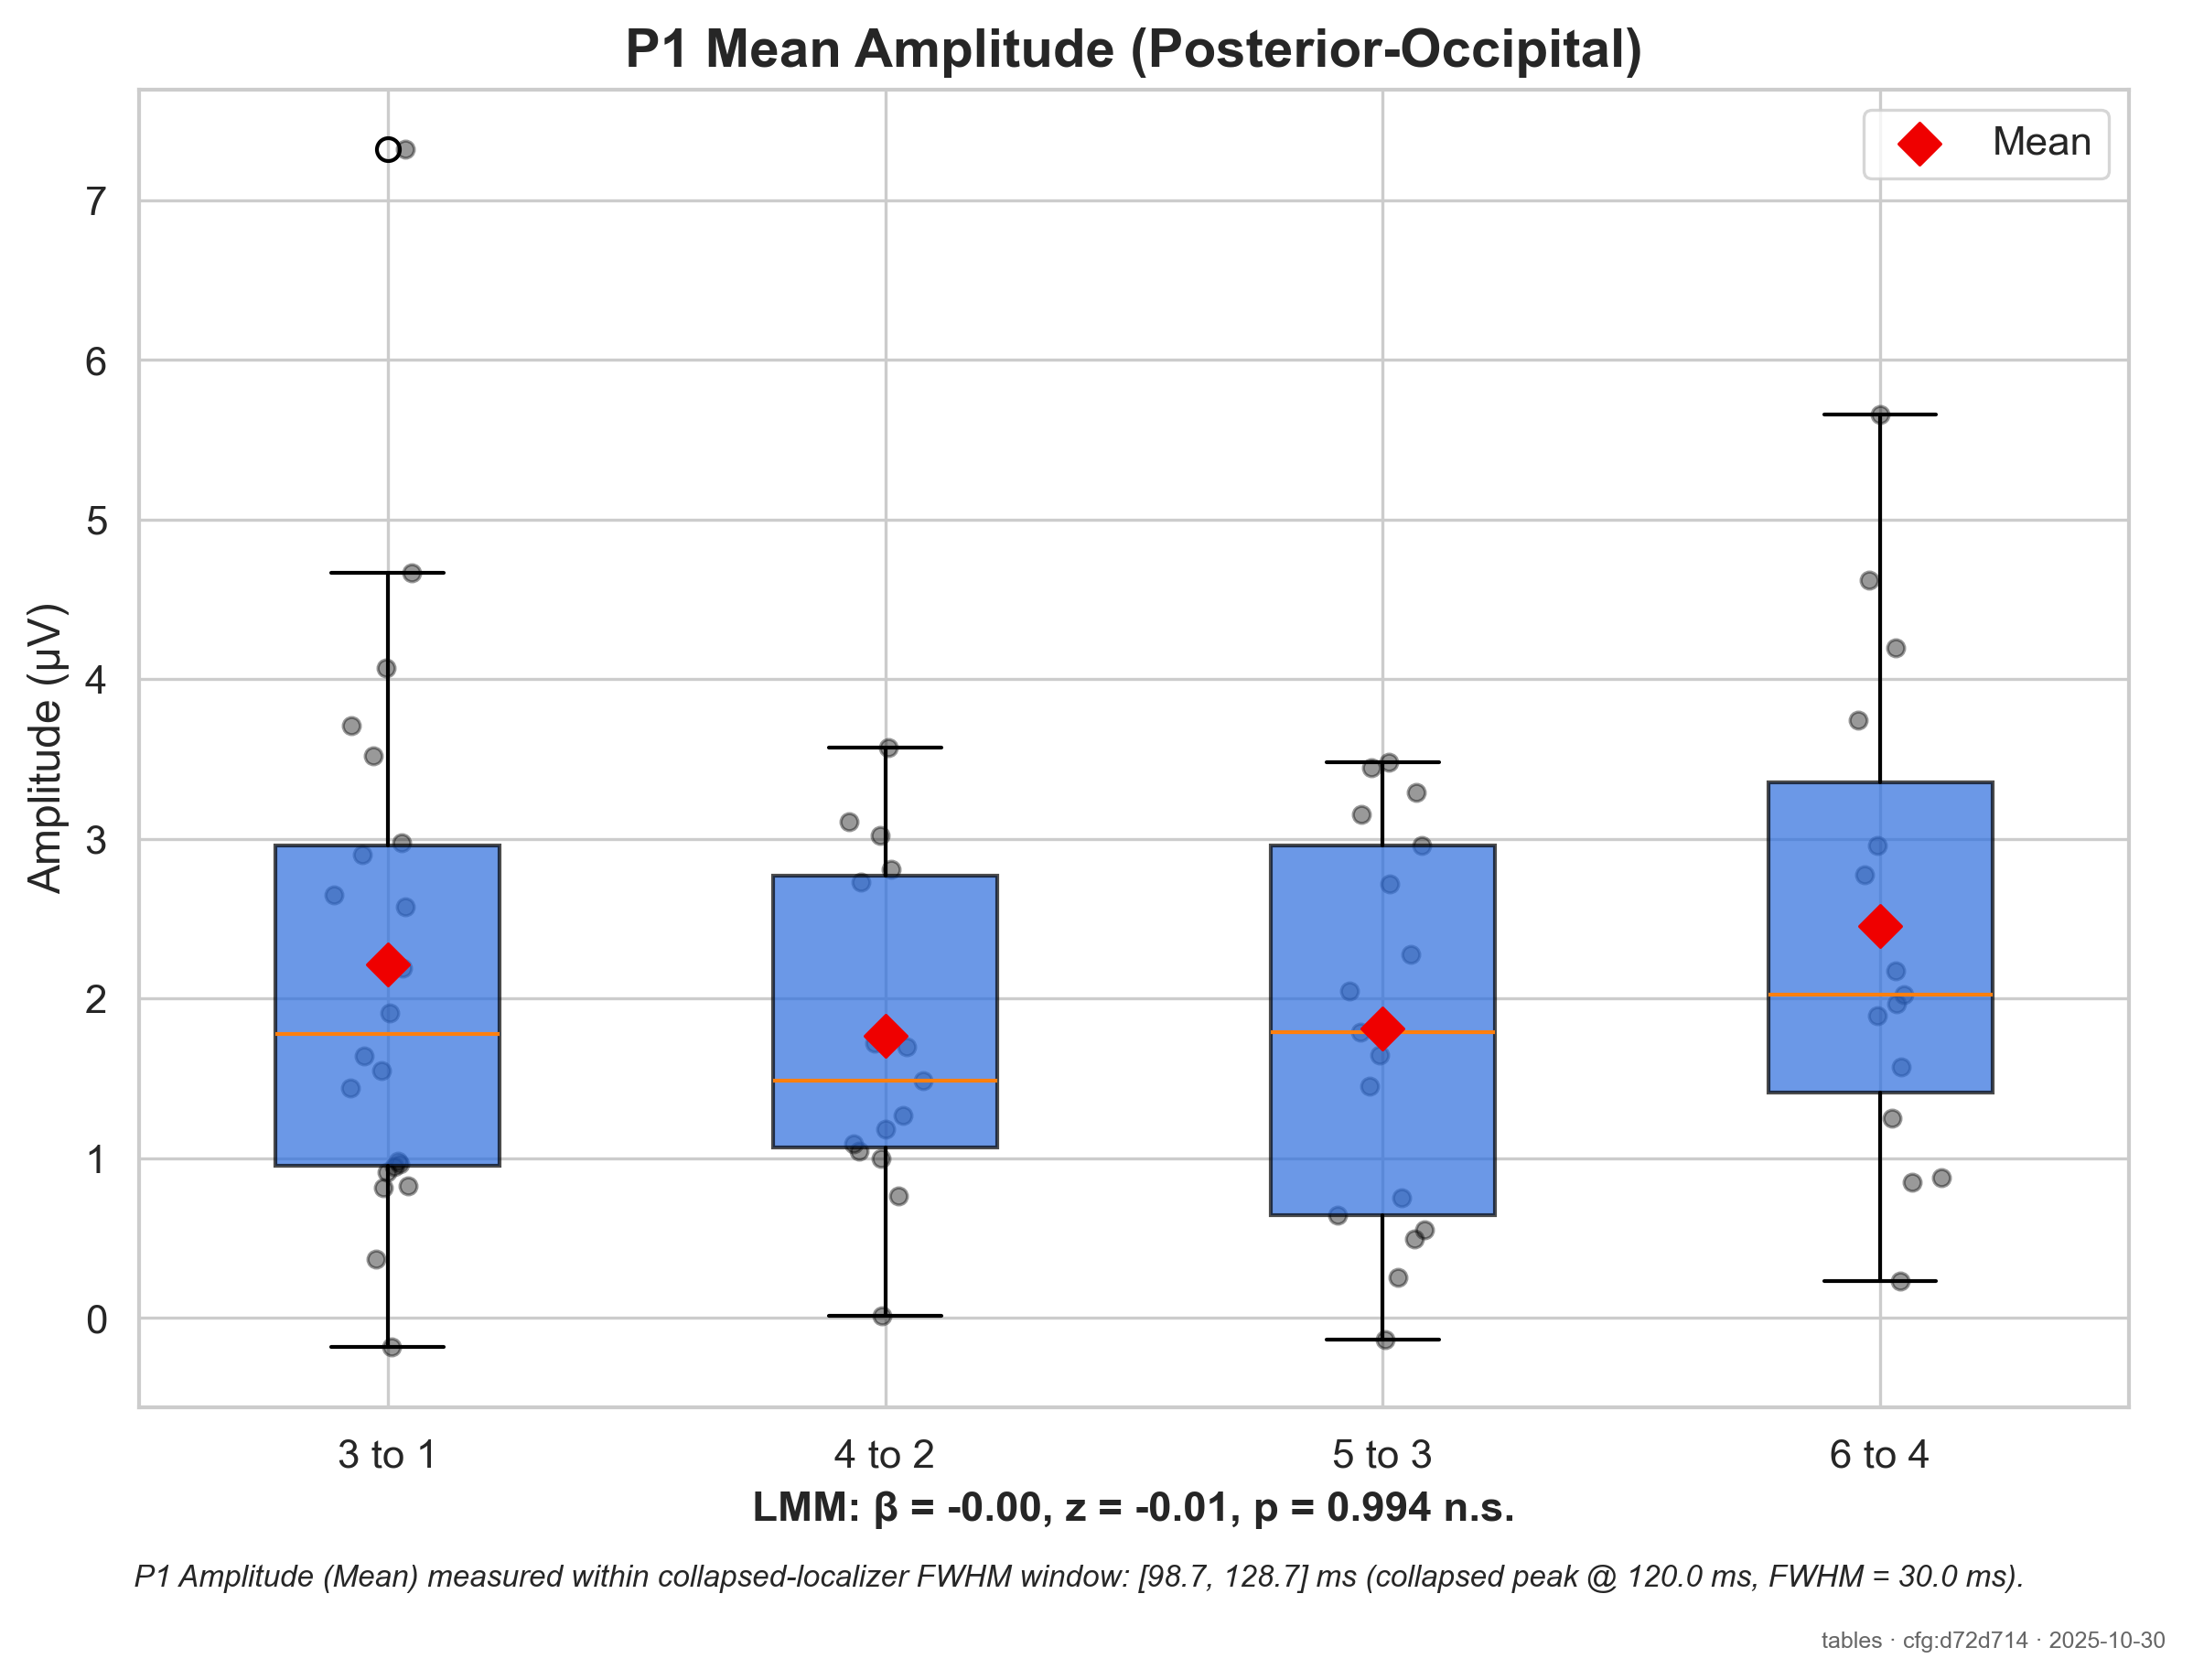 P1 Mean Amplitude (Posterior-Occipital)
Mean
7
6
5
4
3
2
1
0
Amplitude (µV)
3 to 1
4 to 2
5 to 3
6 to 4
LMM: β = -0.00, z = -0.01, p = 0.994 n.s.
P1 Amplitude (Mean) measured within collapsed-localizer FWHM window: [98.7, 128.7] ms (collapsed peak @ 120.0 ms, FWHM = 30.0 ms).
tables · cfg:d72d714 · 2025-10-30